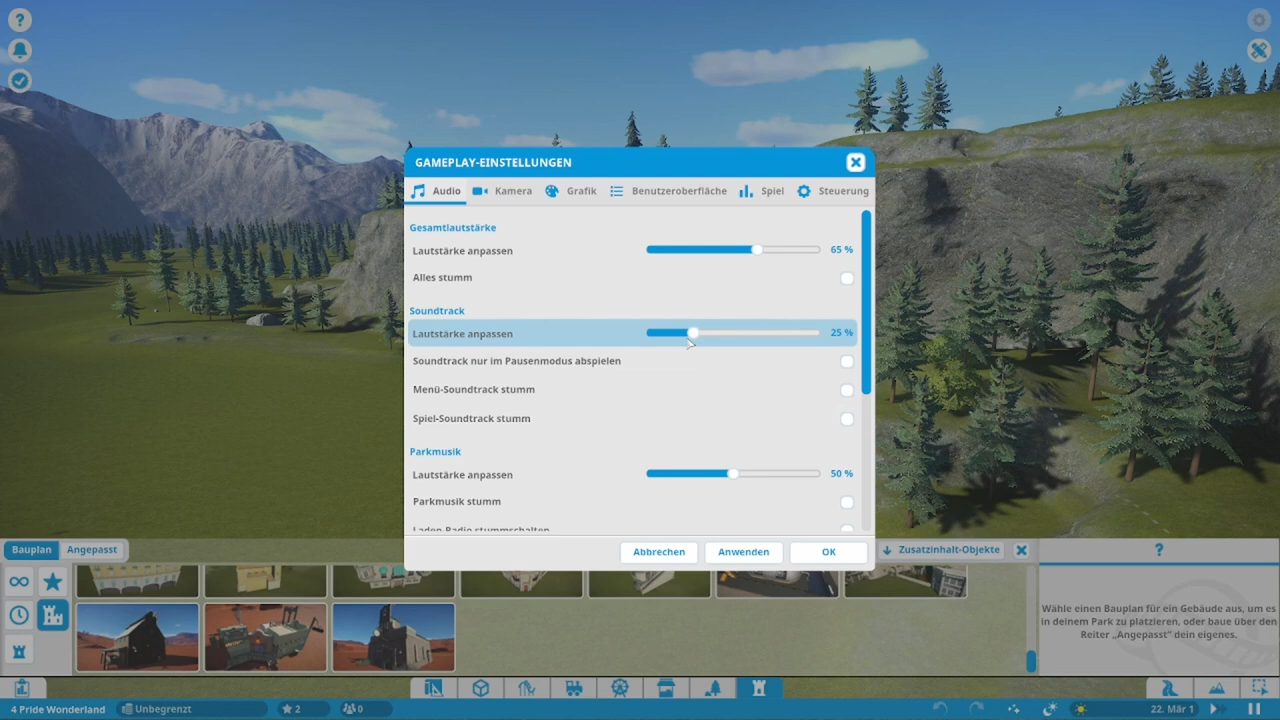 GAMEPLAY-EINSTELLUNGEN
Audio Kamera Grafik Benutzeroberfläche Spiel Steuerung
Gesamtlautstärke
Lautstärke anpassen 65 %
Alles stumm
Soundtrack
Lautstärke anpassen 25 %
Soundtrack nur im Pausenmodus abspielen
Menü-Soundtrack stumm
Spiel-Soundtrack stumm
Parkmusik
Lautstärke anpassen 50 %
Parkmusik stumm
Laden-Radio stummschalten
Abbrechen Anwenden OK
Bauplan Angepasst
Zusatzinhalt-Objekte
?
Wähle einen Bauplan für ein Gebäude aus, um es
in deinem Park zu platzieren, oder baue über den
Reiter „Angepasst“ dein eigenes.
4 Pride Wonderland Unbegrenzt 2 0 22. Mär 1